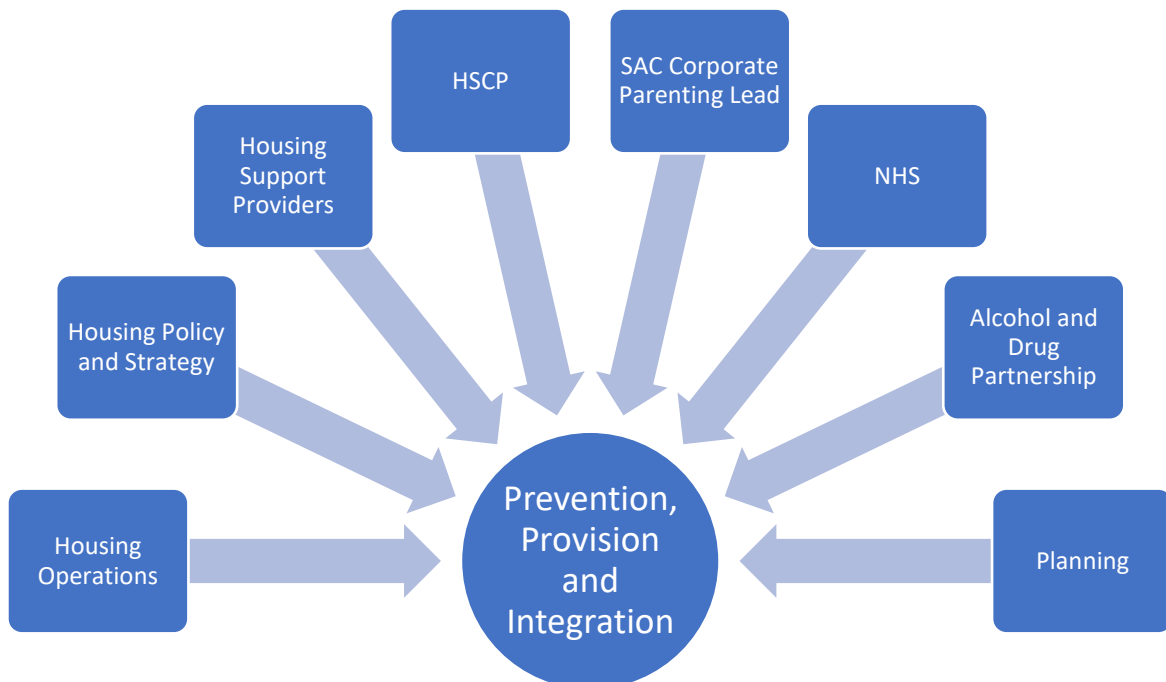 HSCP
SAC Corporate
Parenting Lead
Housing
Support
Providers
NHS
Housing Policy
and Strategy
Alcohol and
Drug
Partnership
Housing
Operations
Prevention,
Provision
and
Integration
Planning